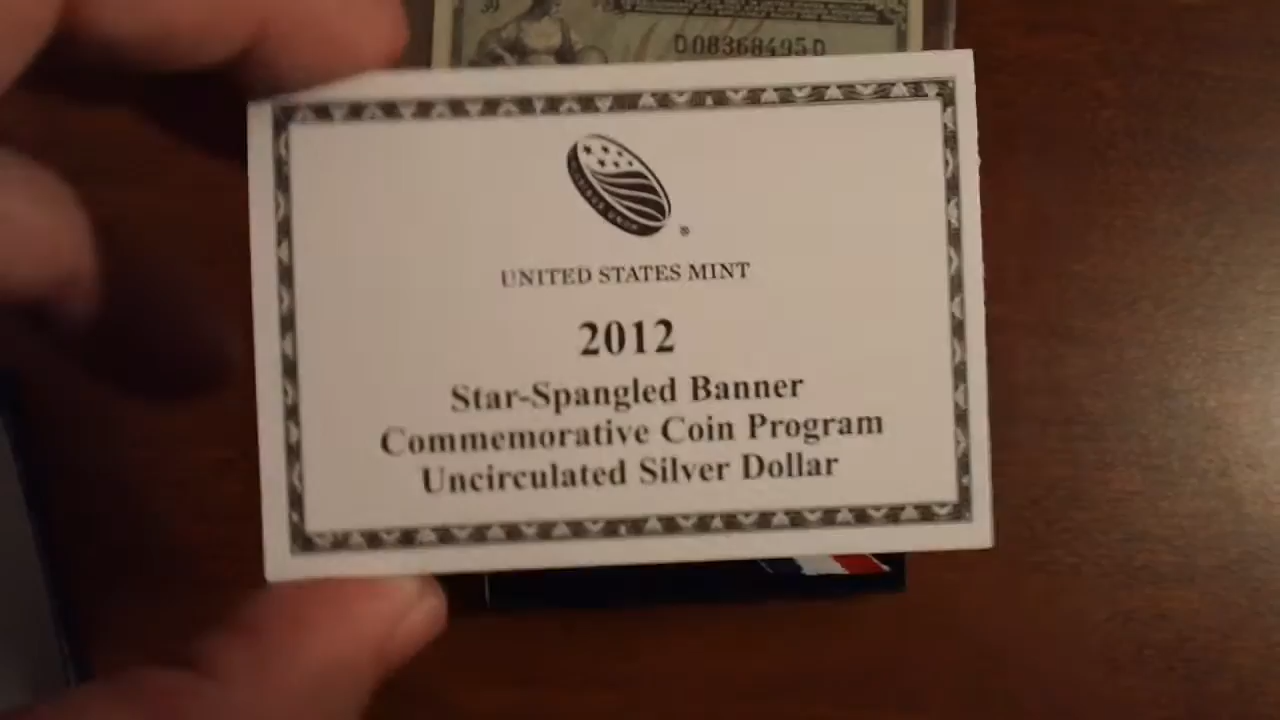 D08368495D
UNITED STATES MINT
2012
Star-Spangled Banner
Commemorative Coin Program
Uncirculated Silver Dollar